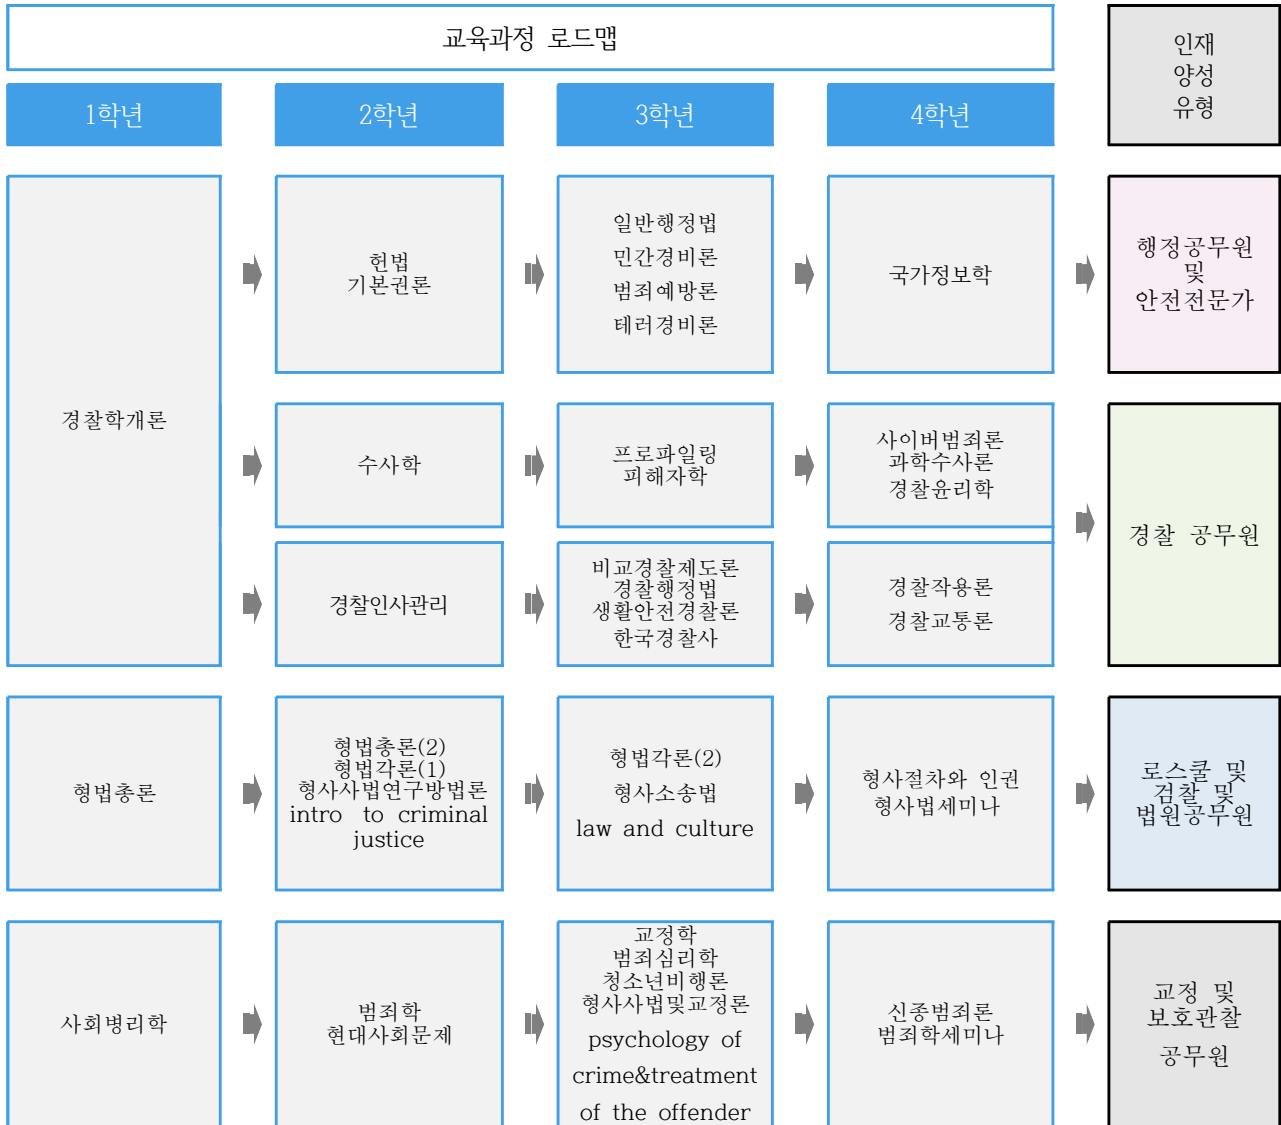 교육과정 로드맵
인재
양성
유형
1학년
2학년
3학년
4학년
경찰학개론
헌법
기본권론
일반행정법
민간경비론
범죄예방론
테러경비론
국가정보학
행정공무원
및
안전전문가
수사학
프로파일링
피해자학
사이버범죄론
과학수사론
경찰윤리학
경찰 공무원
경찰인사관리
비교경찰제도론
경찰행정법
생활안전경찰론
한국경찰사
경찰작용론
경찰교통론
형법총론
형법총론(2)
형법각론(1)
형사사법연구방법론
intro to criminal
justice
형법각론(2)
형사소송법
law and culture
형사절차와 인권
형사법세미나
로스쿨 및
검찰 및
법원공무원
사회병리학
범죄학
현대사회문제
교정학
범죄심리학
청소년비행론
형사사법및교정론
psychology of
crime&treatment
of the offender
신종범죄론
범죄학세미나
교정 및
보호관찰
공무원